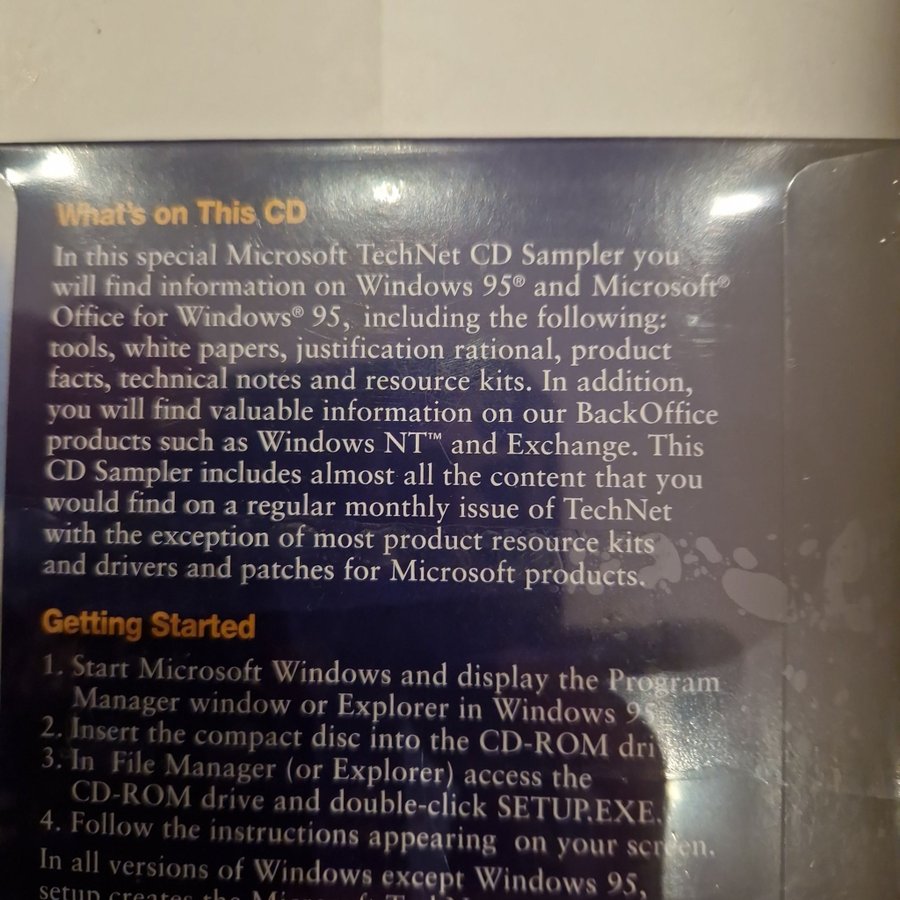 What's on This CD
In this special Microsoft TechNet CD Sampler you
will find information on Windows 95® and Microsoft®
Office for Windows® 95, including the following:
tools, white papers, justification rational, product
facts, technical notes and resource kits. In addition,
you will find valuable information on our BackOffice
products such as Windows NT™ and Exchange. This
CD Sampler includes almost all the content that you
would find on a regular monthly issue of TechNet
with the exception of most product resource kits
and drivers and patches for Microsoft products.
Getting Started
1. Start Microsoft Windows and display the Program
Manager window or Explorer in Windows 95
2. Insert the compact disc into the CD-ROM dri
3. In File Manager (or Explorer) access the
CD-ROM drive and double-click SETUP.EXE.
4. Follow the instructions appearing on your screen.
In all versions of Windows except Windows 95,
setup creates the Microsoft